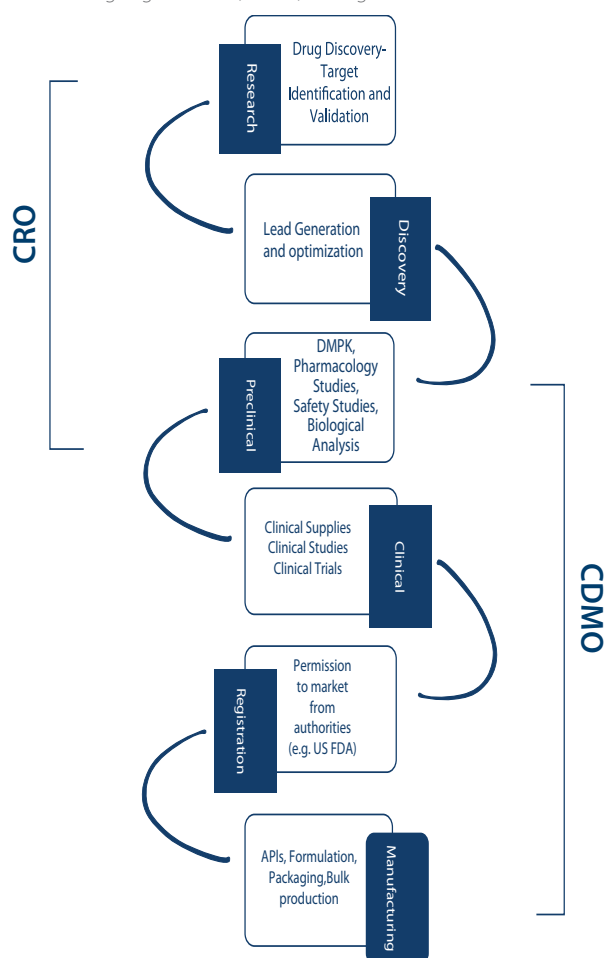 Research
Drug Discovery-
Target
Identification and
Validation
CRO
Lead Generation
and optimization
Discovery
Preclinical
DMPK,
Pharmacology
Studies,
Safety Studies,
Biological
Analysis
Clinical Supplies
Clinical Studies
Clinical Trials
Clinical
CDMO
Registration
Permission
to market
from
authorities
(e.g. US FDA)
APIs, Formulation,
Packaging,Bulk
production
Manufacturing